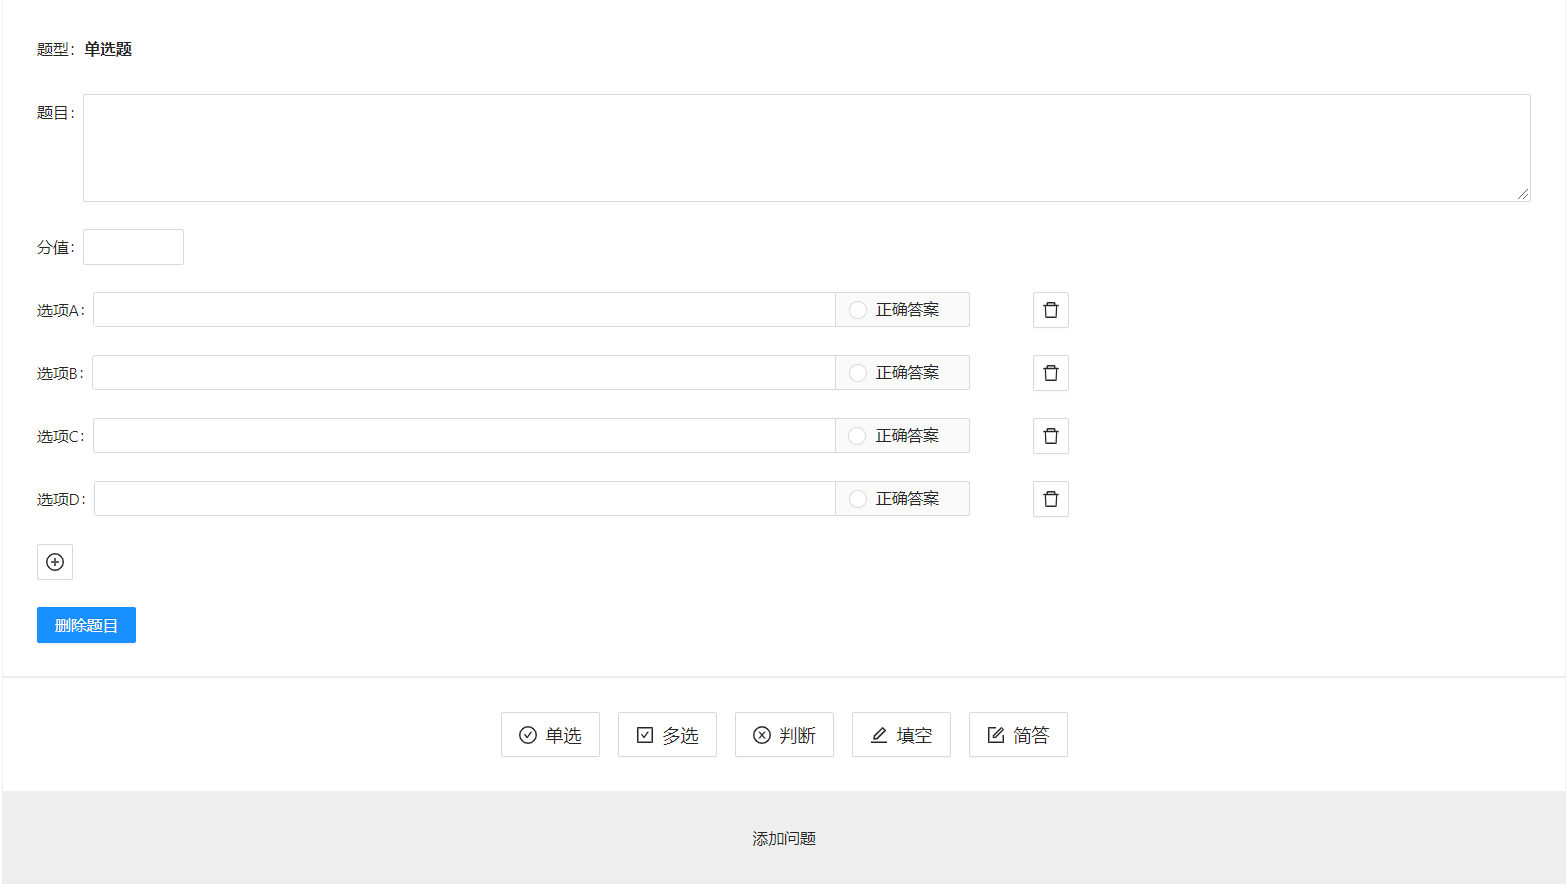 题型：单选题
题目：
分值：
选项A： 正确答案
选项B： 正确答案
选项C： 正确答案
选项D： 正确答案
删除题目
单选 多选 判断 填空 简答
添加问题